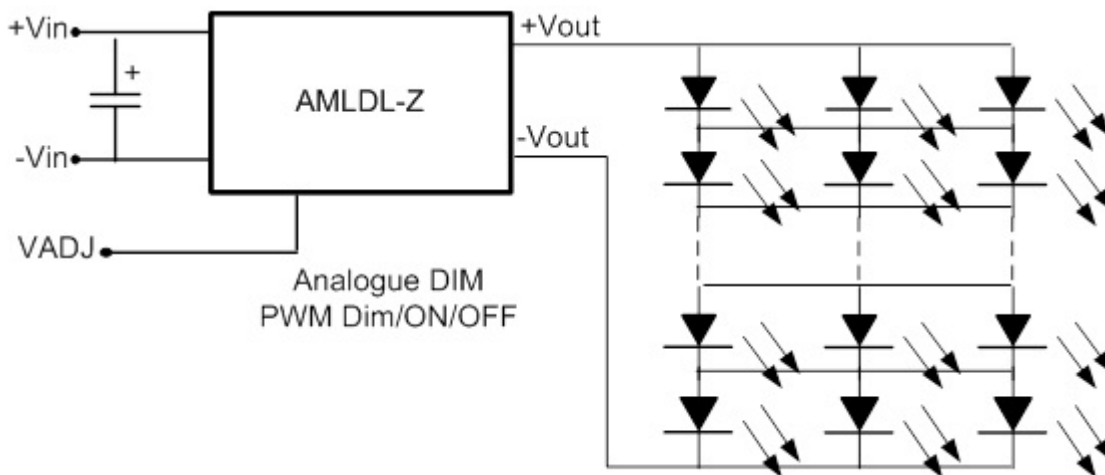 +Vin
+Vout
+
AMLDL-Z
-Vout
-Vin
VADJ
Analogue DIM
PWM Dim/ON/OFF